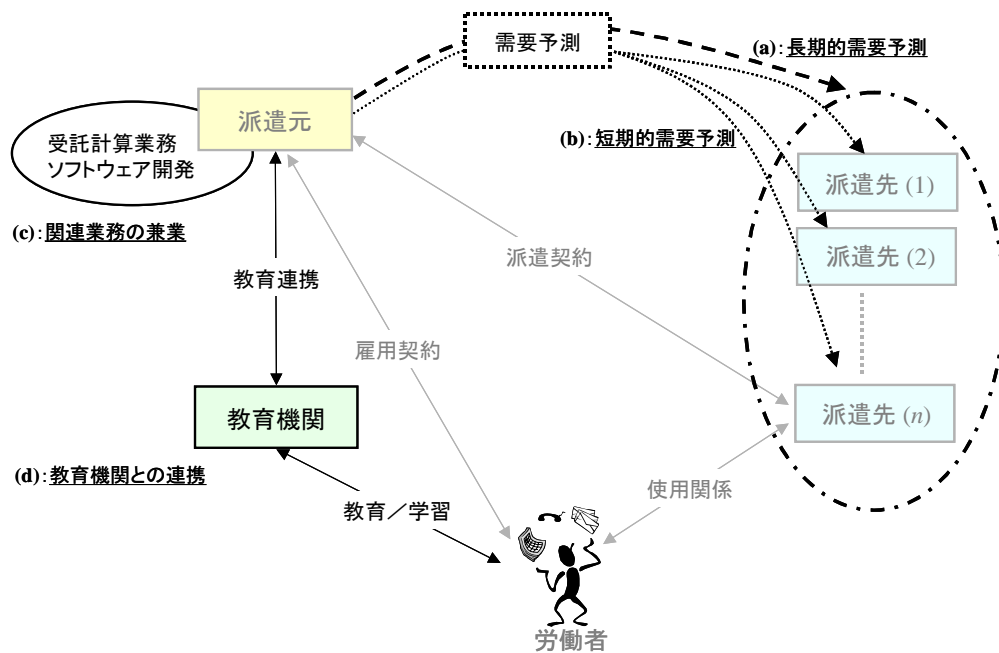 需要予測
(a):長期的需要予測
派遣元
受託計算業務
ソフトウェア開発
(b):短期的需要予測
派遣先 (1)
(c):関連業務の兼業
派遣契約
派遣先 (2)
教育連携
雇用契約
教育機関
派遣先 (n)
(d):教育機関との連携
使用関係
教育／学習
労働者